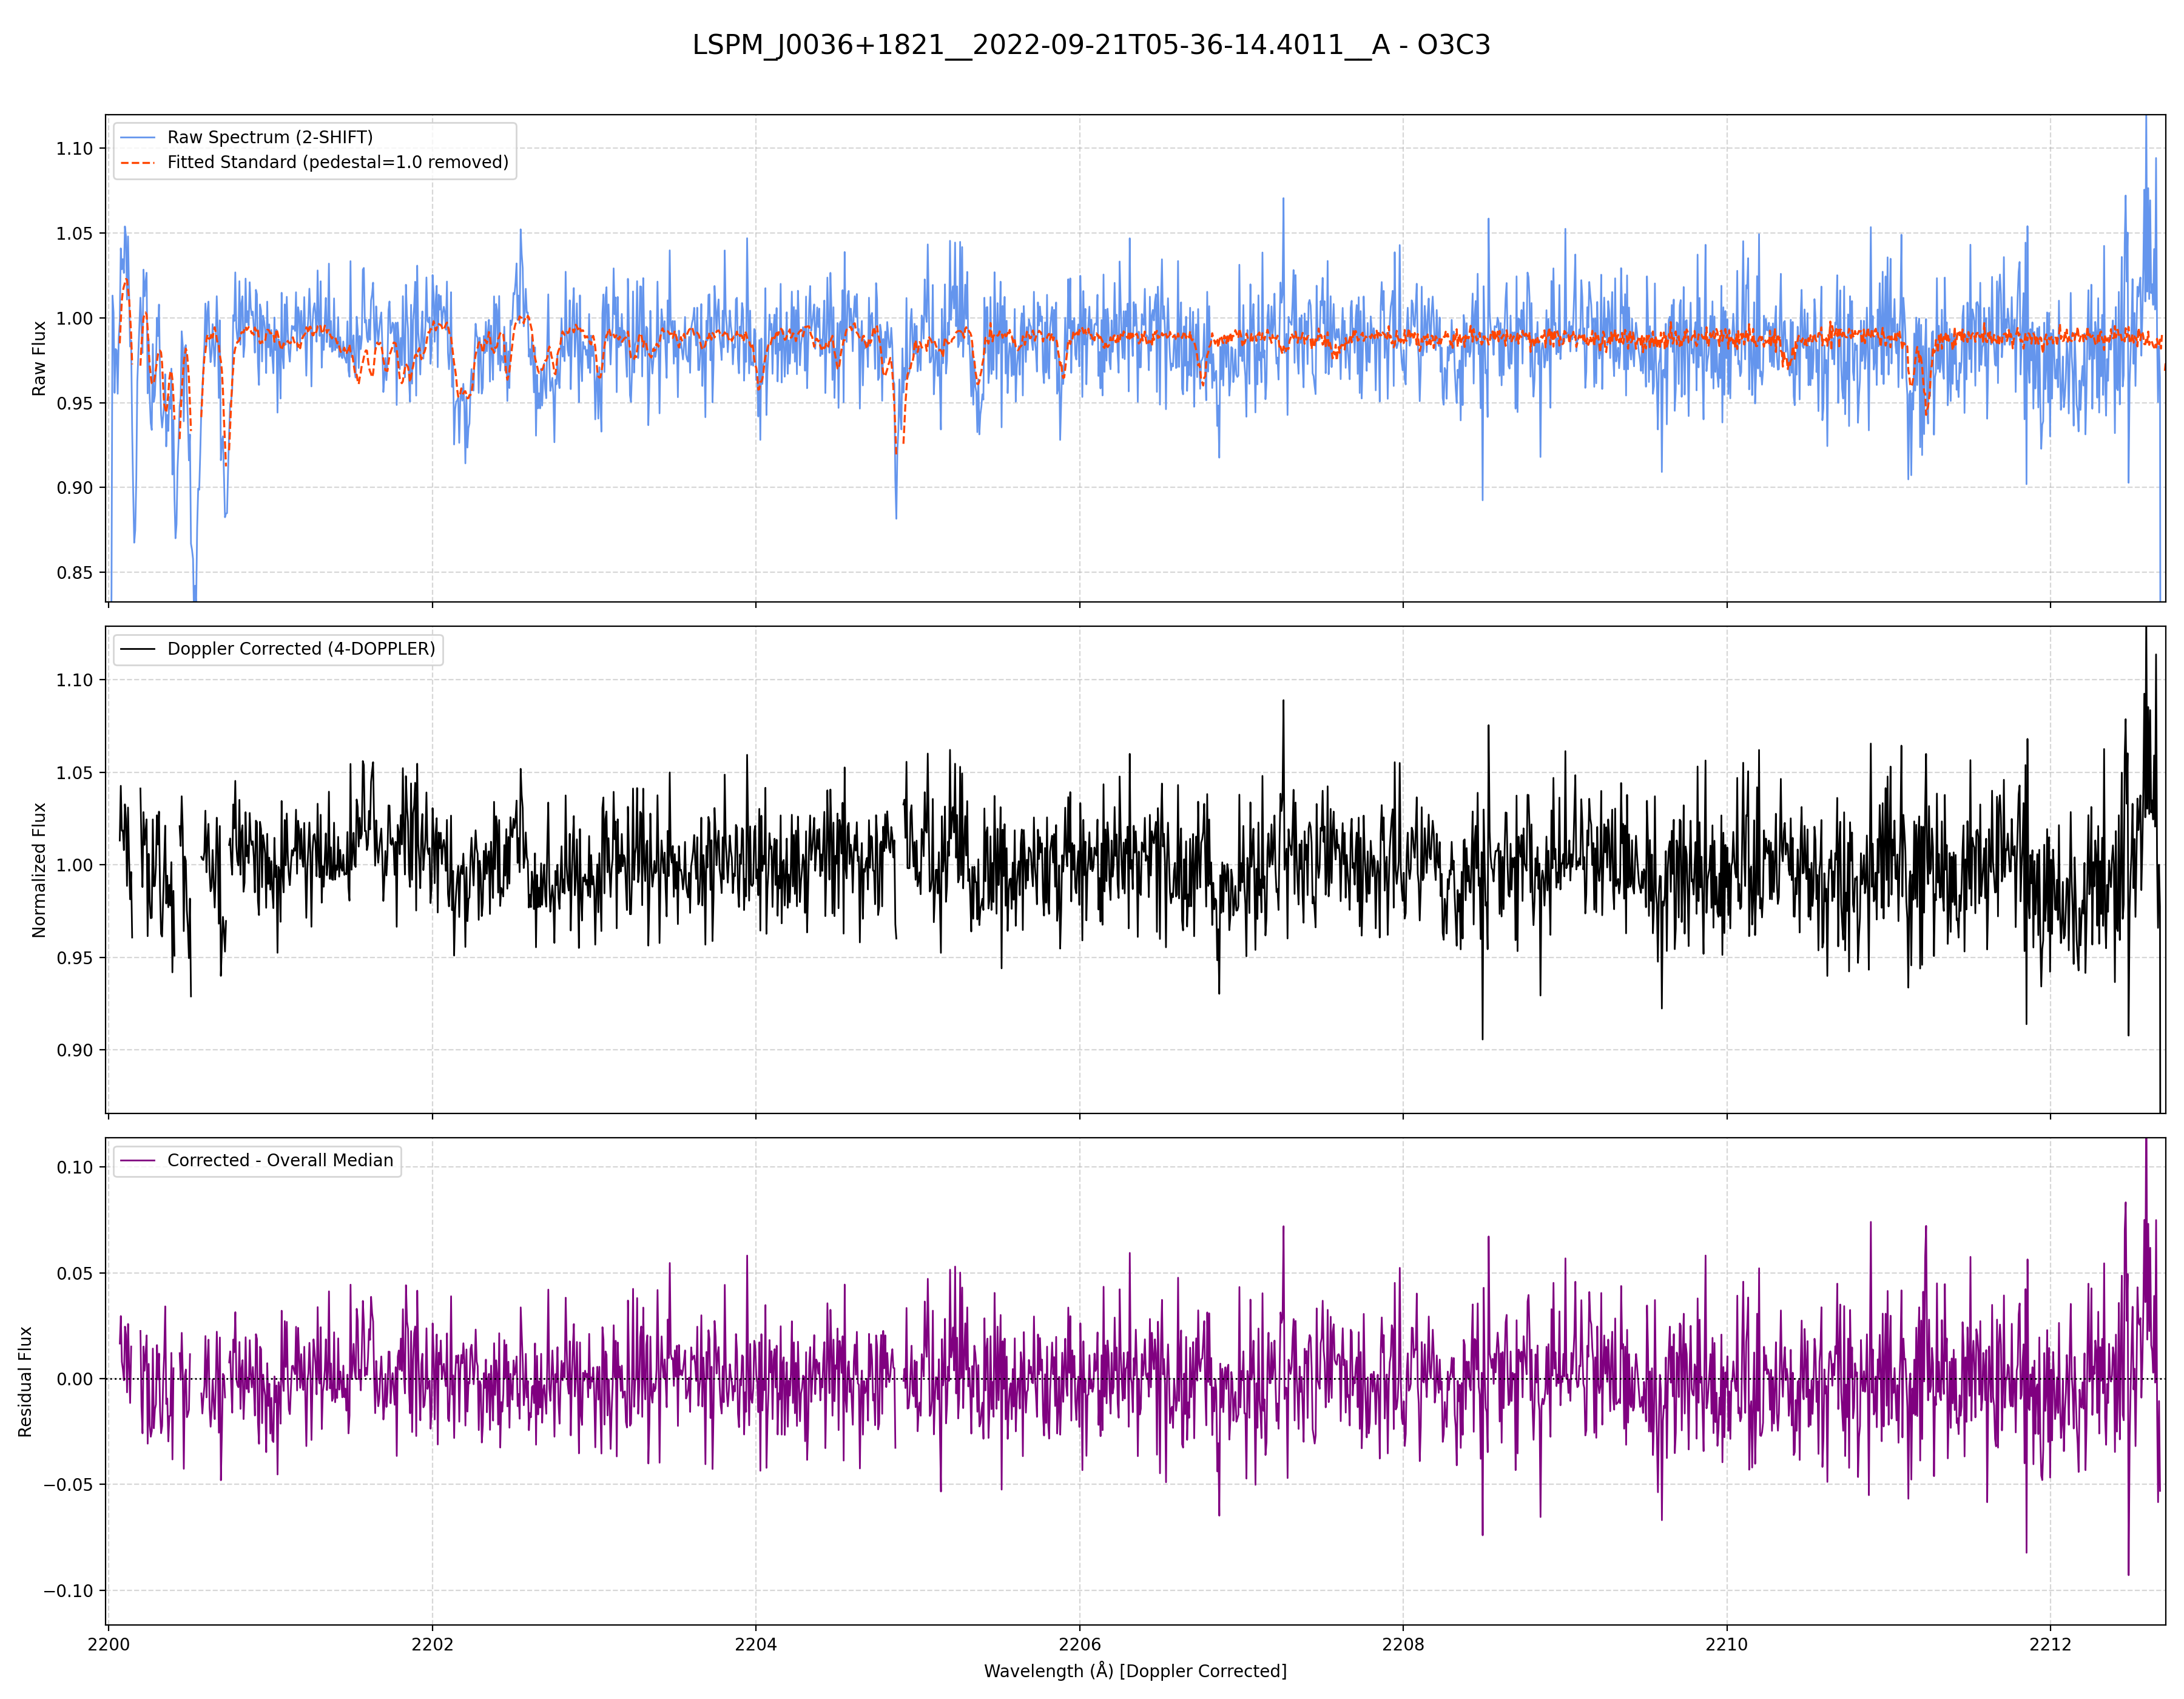 LSPM_J0036+1821__2022-09-21T05-36-14.4011__A - O3C3
Raw Spectrum (2-SHIFT)
Fitted Standard (pedestal=1.0 removed)
1.10
1.05
1.00
0.95
0.90
0.85
Raw Flux
Doppler Corrected (4-DOPPLER)
1.10
1.05
1.00
0.95
0.90
Normalized Flux
Corrected - Overall Median
0.10
0.05
0.00
−0.05
−0.10
Residual Flux
2200 2202 2204 2206 2208 2210 2212
Wavelength (Å) [Doppler Corrected]